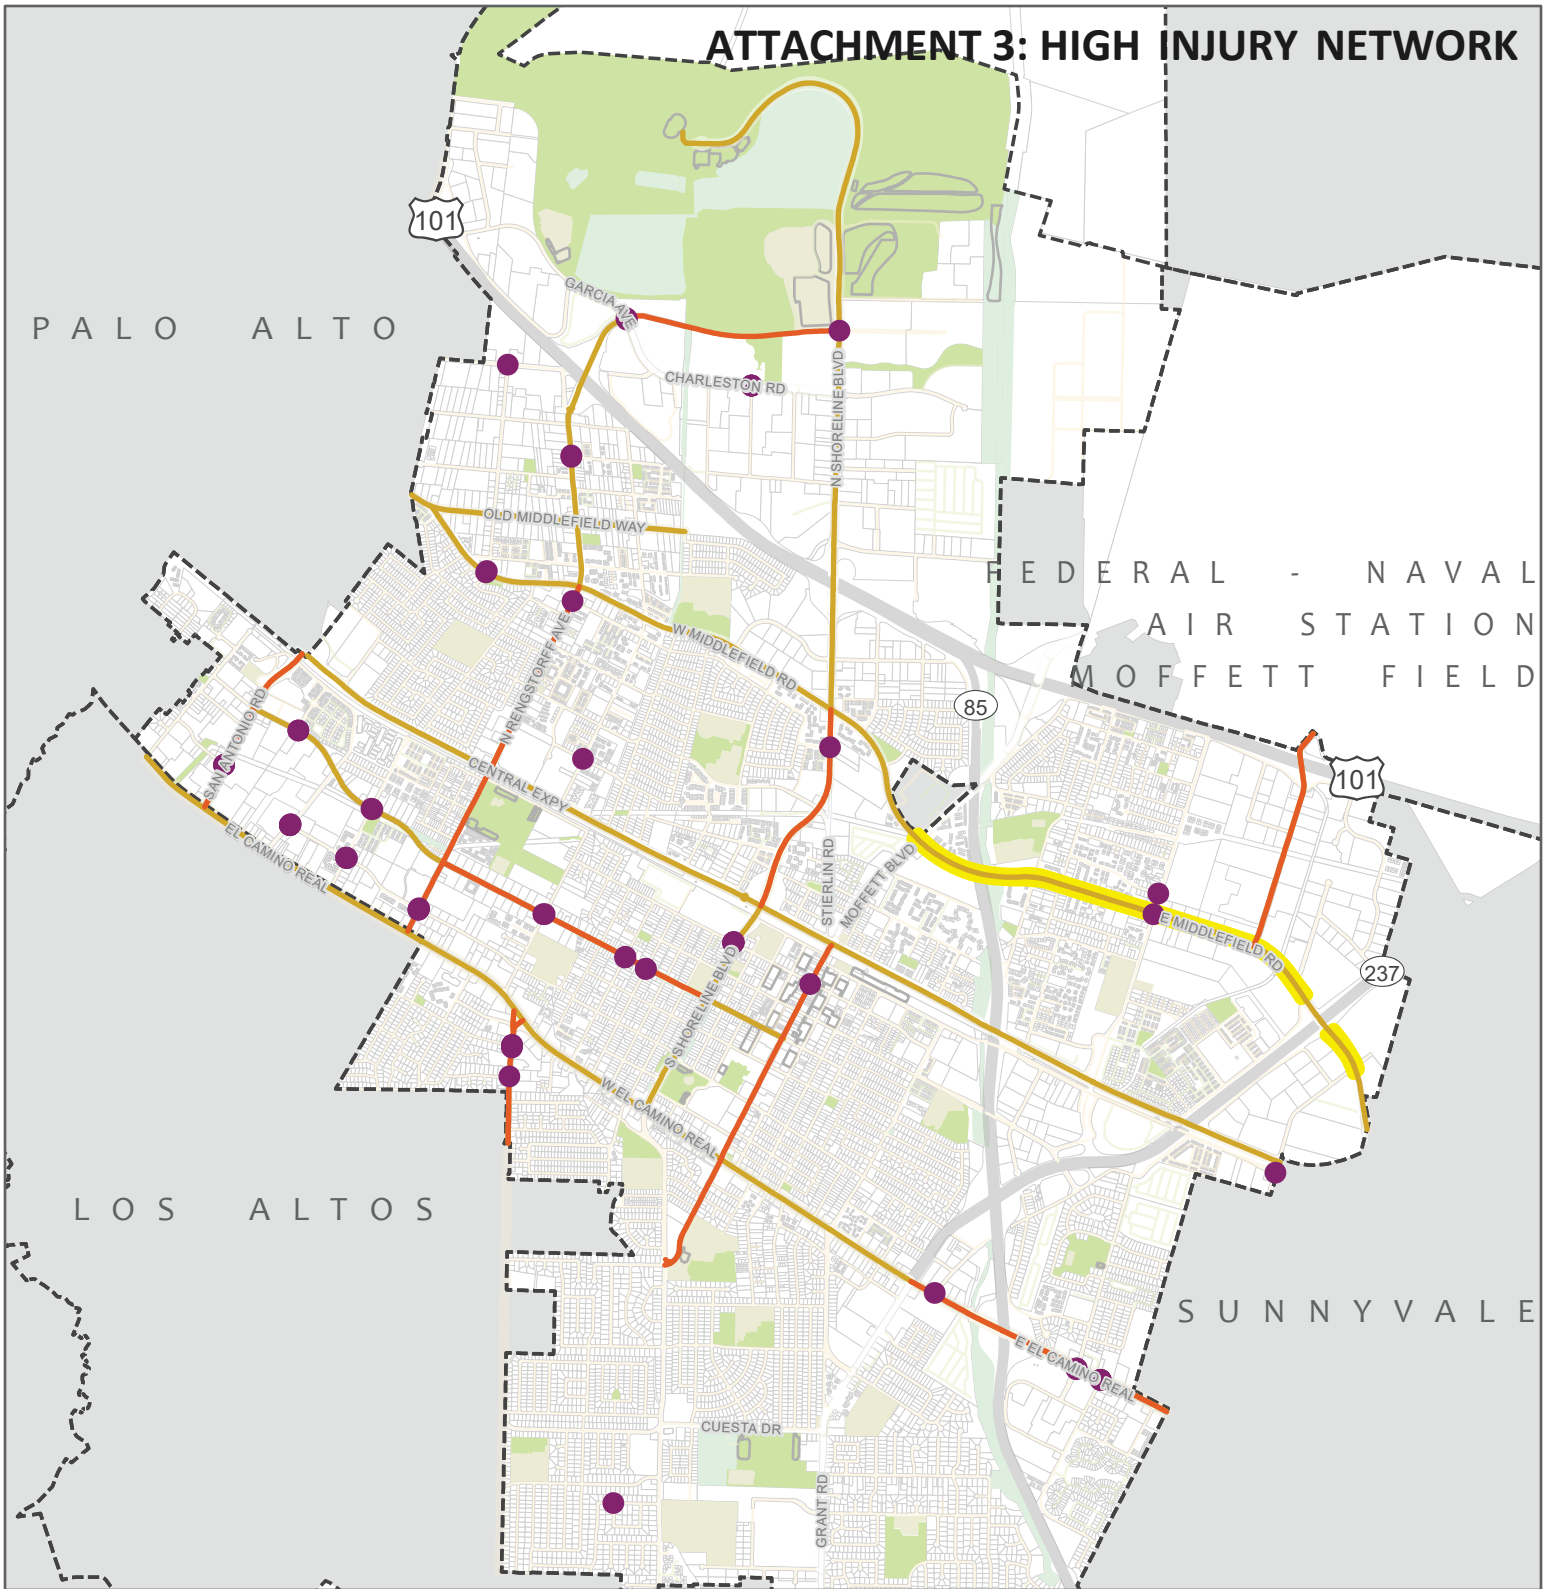 ATTACHMENT 3: HIGH INJURY NETWORK
101
GARCIA AVE
PALO ALTO
CHARLESTON RD
N SHORELINE BLVD
OLD MIDDLEFIELD WAY
FEDERAL - NAVAL
AIR STATION
MOFFETT FIELD
W MIDDLEFIELD RD
N RENGSTORFF AVE
SAN ANTONIO RD
85
101
CENTRAL EXPY
EL CAMINO REAL
STIERLIN RD
MOFFETT BLVD
E MIDDLEFIELD RD
237
S SHORELINE BLVD
W EL CAMINO REAL
LOS ALTOS
SUNNYVALE
E EL CAMINO REAL
CUESTA DR
GRANT RD